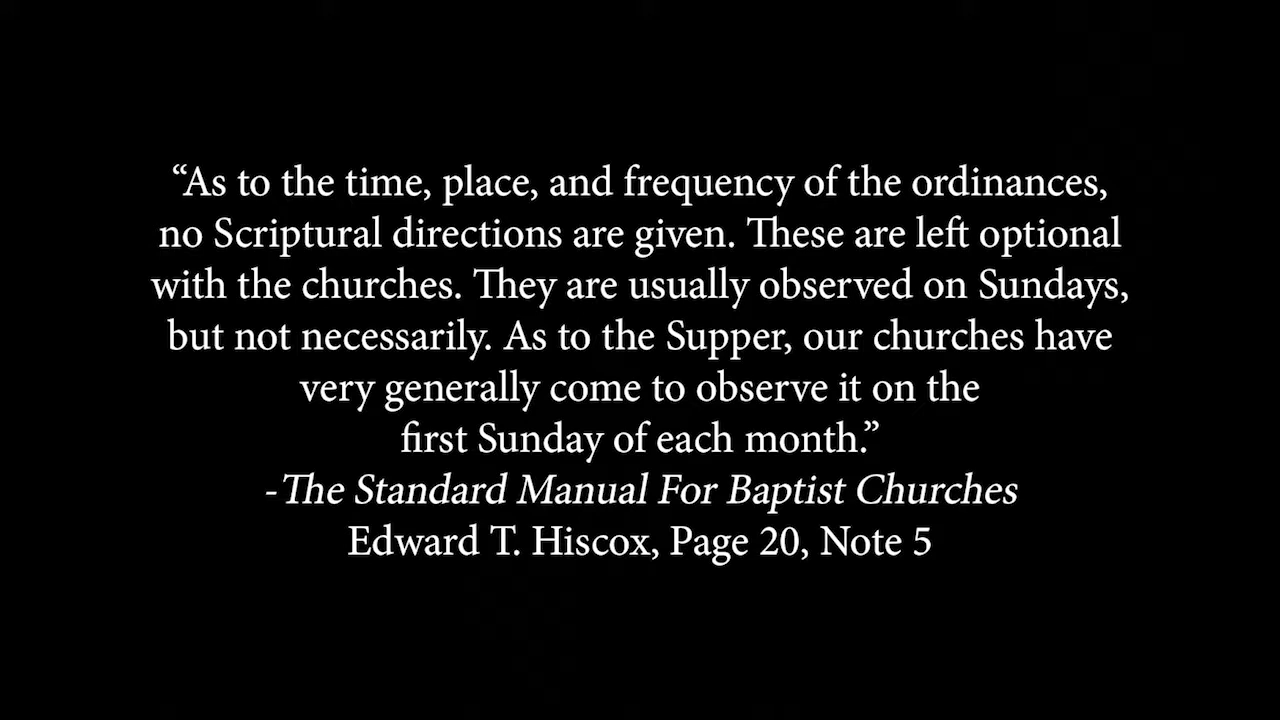 “As to the time, place, and frequency of the ordinances,
no Scriptural directions are given. These are left optional
with the churches. They are usually observed on Sundays,
but not necessarily. As to the Supper, our churches have
very generally come to observe it on the
first Sunday of each month.”
-The Standard Manual For Baptist Churches
Edward T. Hiscox, Page 20, Note 5